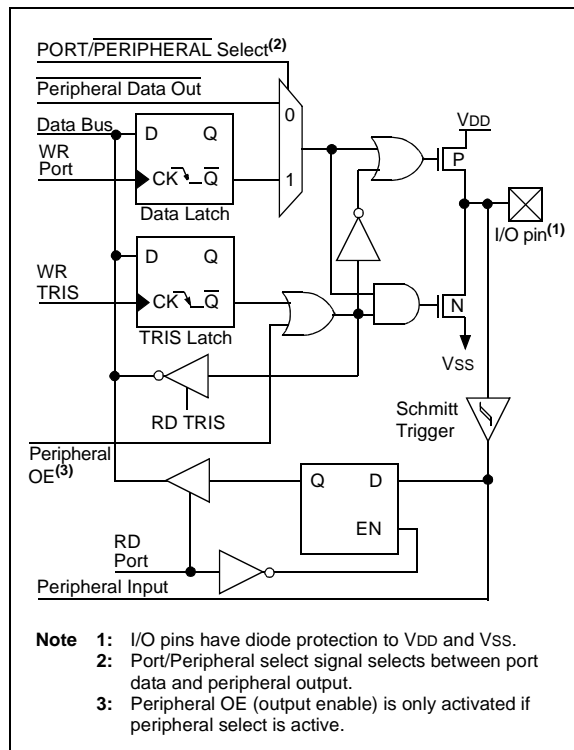 PORT/PERIPHERAL Select(2)
Peripheral Data Out
Data Bus
D Q
0
VDD
WR
Port
CK Q
1
P
Data Latch
I/O pin(1)
D Q
WR
TRIS
CK Q
N
TRIS Latch
VSS
RD TRIS
Schmitt
Trigger
Peripheral
OE(3)
Q D
EN
RD
Port
Peripheral Input
Note 1: I/O pins have diode protection to VDD and VSS.
2: Port/Peripheral select signal selects between port
data and peripheral output.
3: Peripheral OE (output enable) is only activated if
peripheral select is active.